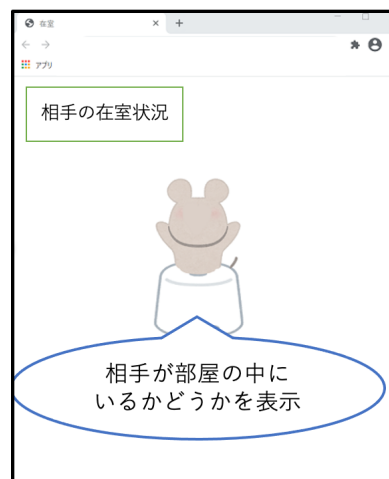 在室
アプリ
相手の在室状況
相手が部屋の中に
いるかどうかを表示